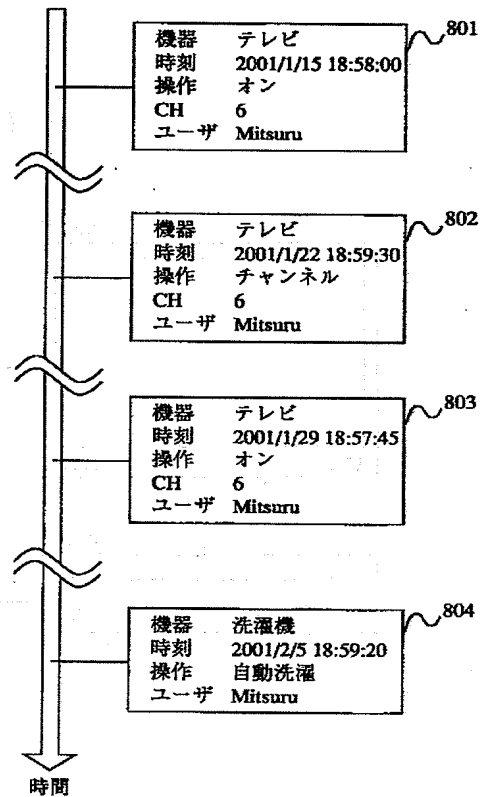 801
機器 テレビ
時刻 2001/1/15 18:58:00
操作 オン
CH 6
ユーザ Mitsuru
802
機器 テレビ
時刻 2001/1/22 18:59:30
操作 チャンネル
CH 6
ユーザ Mitsuru
803
機器 テレビ
時刻 2001/1/29 18:57:45
操作 オン
CH 6
ユーザ Mitsuru
804
機器 洗濯機
時刻 2001/2/5 18:59:20
操作 自動洗濯
ユーザ Mitsuru
時間